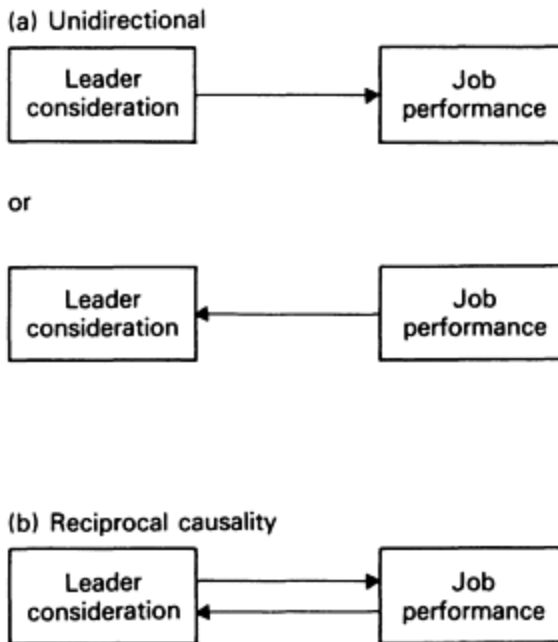 (a) Unidirectional
Leader
consideration
Job
performance
or
Leader
consideration
Job
performance
(b) Reciprocal causality
Leader
consideration
Job
performance